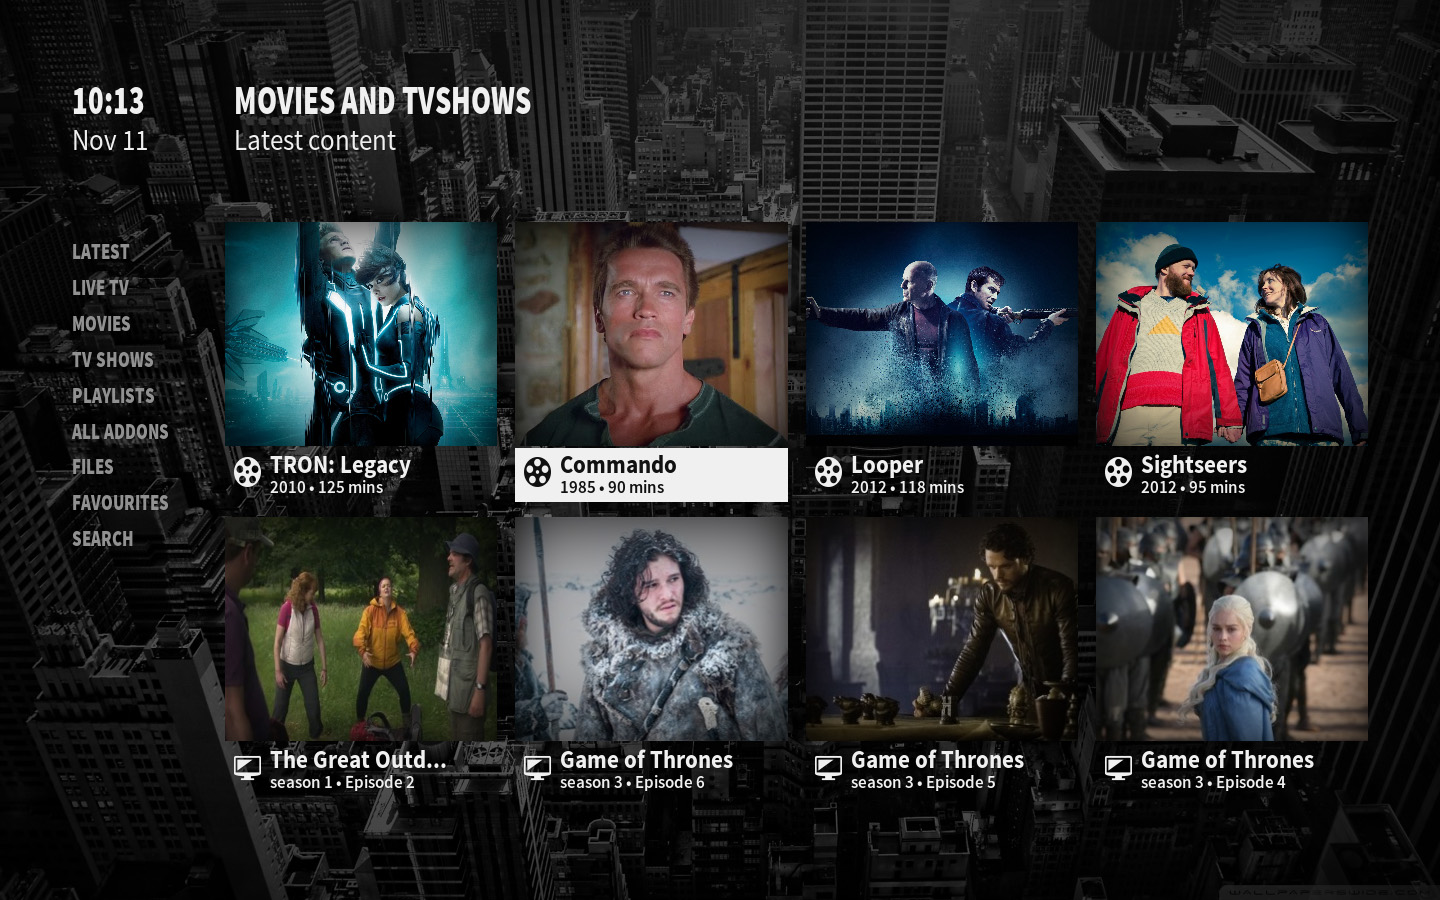 10:13
Nov 11
MOVIES AND TVSHOWS
Latest content
LATEST
LIVE TV
MOVIES
TV SHOWS
PLAYLISTS
ALL ADDONS
FILES
FAVOURITES
SEARCH
TRON: Legacy
2010 • 125 mins
Commando
1985 • 90 mins
Looper
2012 • 118 mins
Sightseers
2012 • 95 mins
The Great Outd...
season 1 • Episode 2
Game of Thrones
season 3 • Episode 6
Game of Thrones
season 3 • Episode 5
Game of Thrones
season 3 • Episode 4